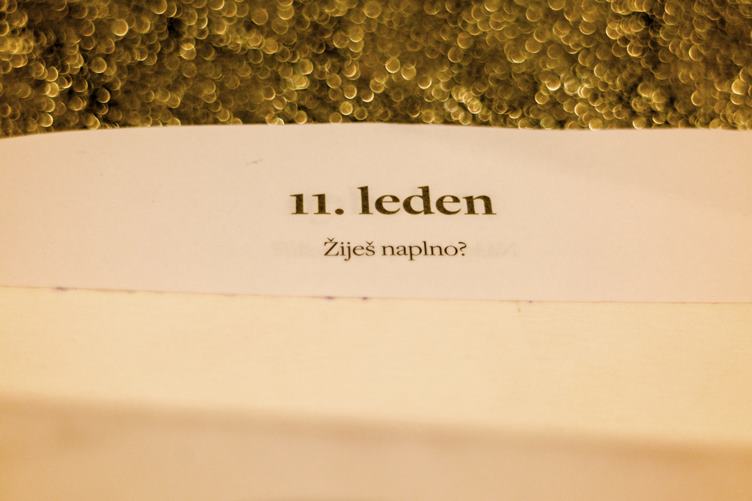 11. leden
Žiješ naplno?